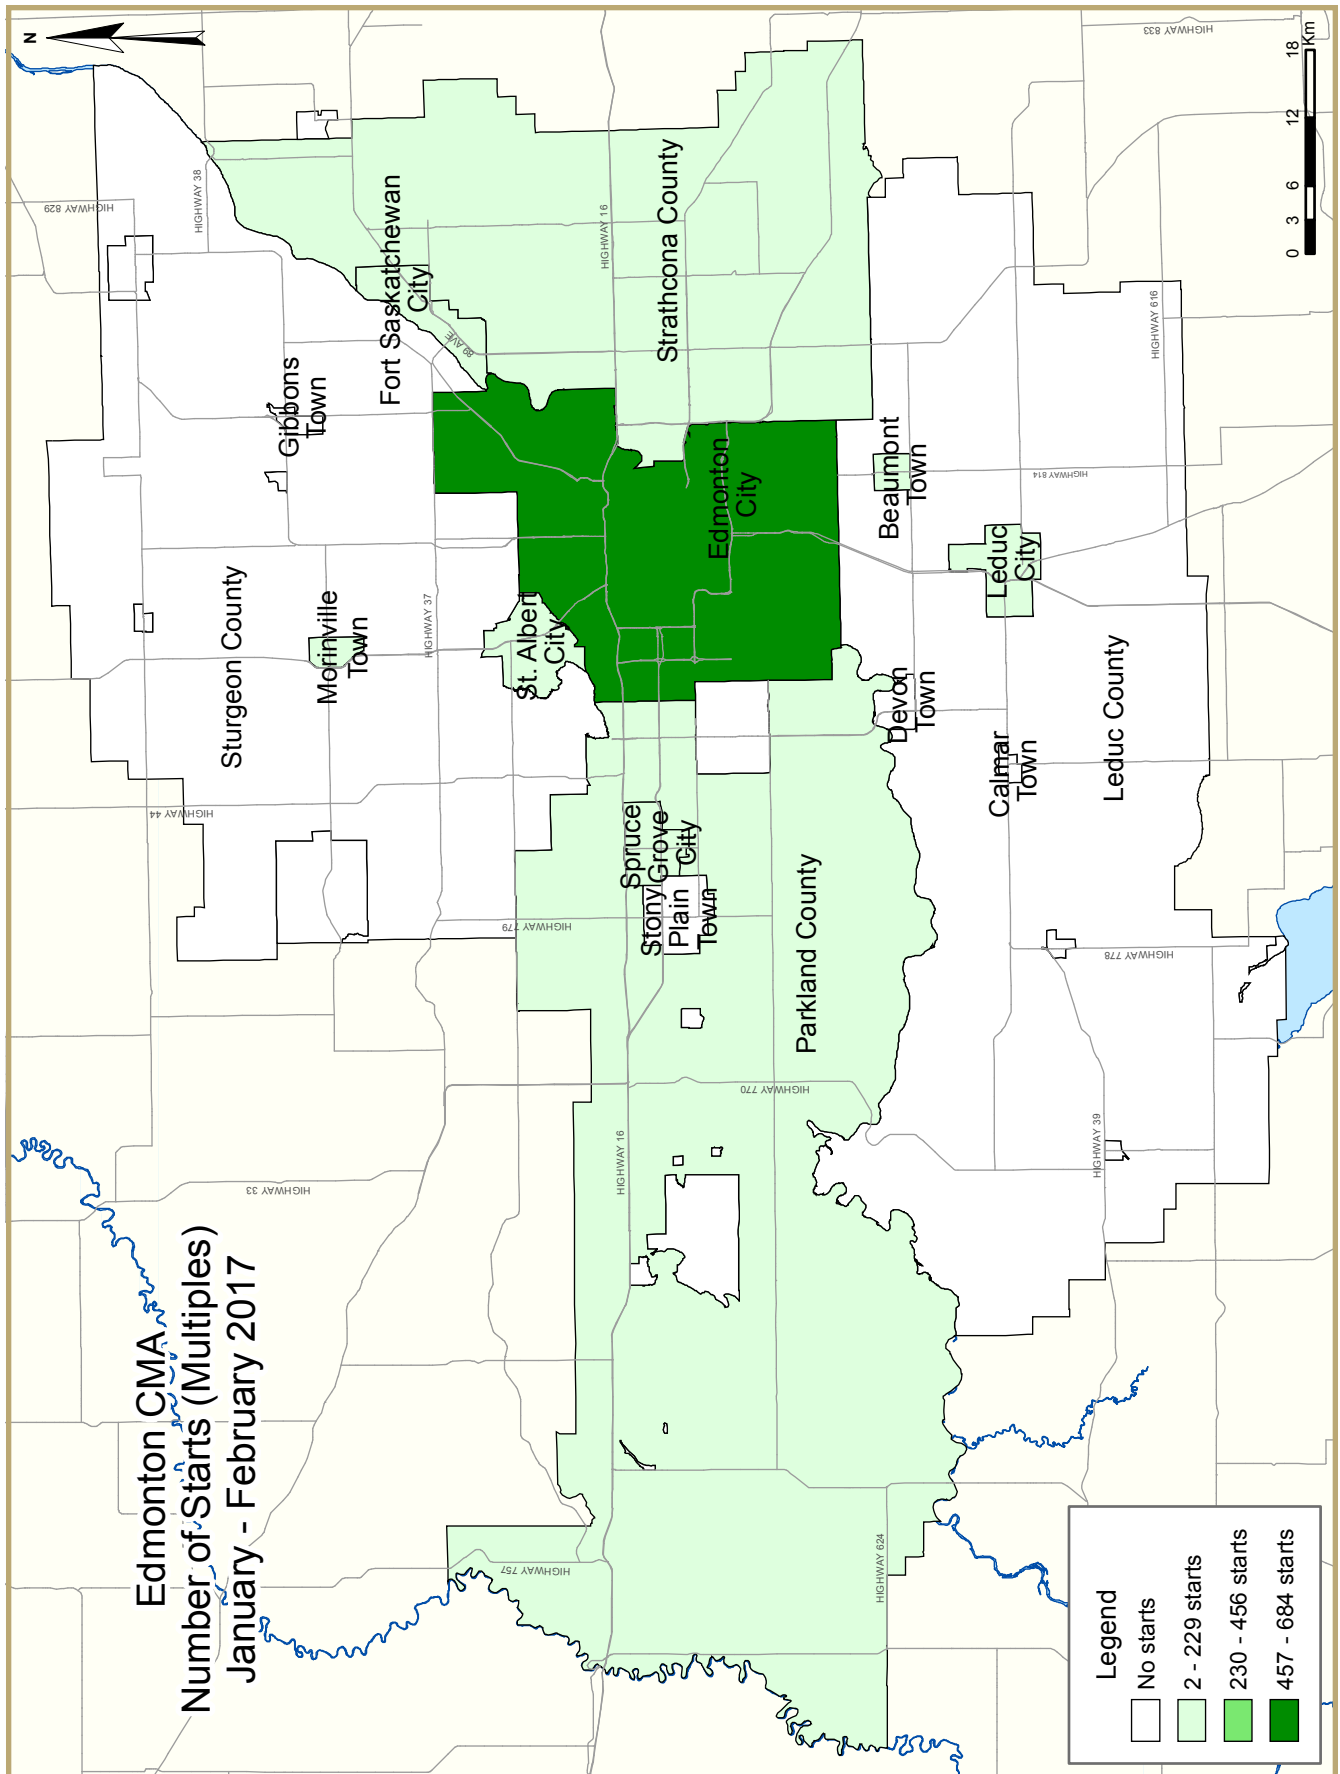 Edmonton CMA
Number of Starts (Multiples)
January - February 2017
N
HIGHWAY 829
HIGHWAY 38
HIGHWAY 833
Gibbons
Town
Fort Saskatchewan
City
89 AVE
HIGHWAY 16
Strathcona County
Sturgeon County
Morinville
Town
HIGHWAY 37
HIGHWAY 44
St. Albert
City
Edmonton
City
Beaumont
Town
HIGHWAY 814
HIGHWAY 616
Leduc
City
Devon
Town
Calmar
Town
Leduc County
Spruce
Grove
City
Stony
Plain
Town
HIGHWAY 779
Parkland County
HIGHWAY 778
HIGHWAY 770
HIGHWAY 16
HIGHWAY 39
HIGHWAY 33
HIGHWAY 757
HIGHWAY 624
Legend
No starts
2 - 229 starts
230 - 456 starts
457 - 684 starts
0 3 6 12 18
Km